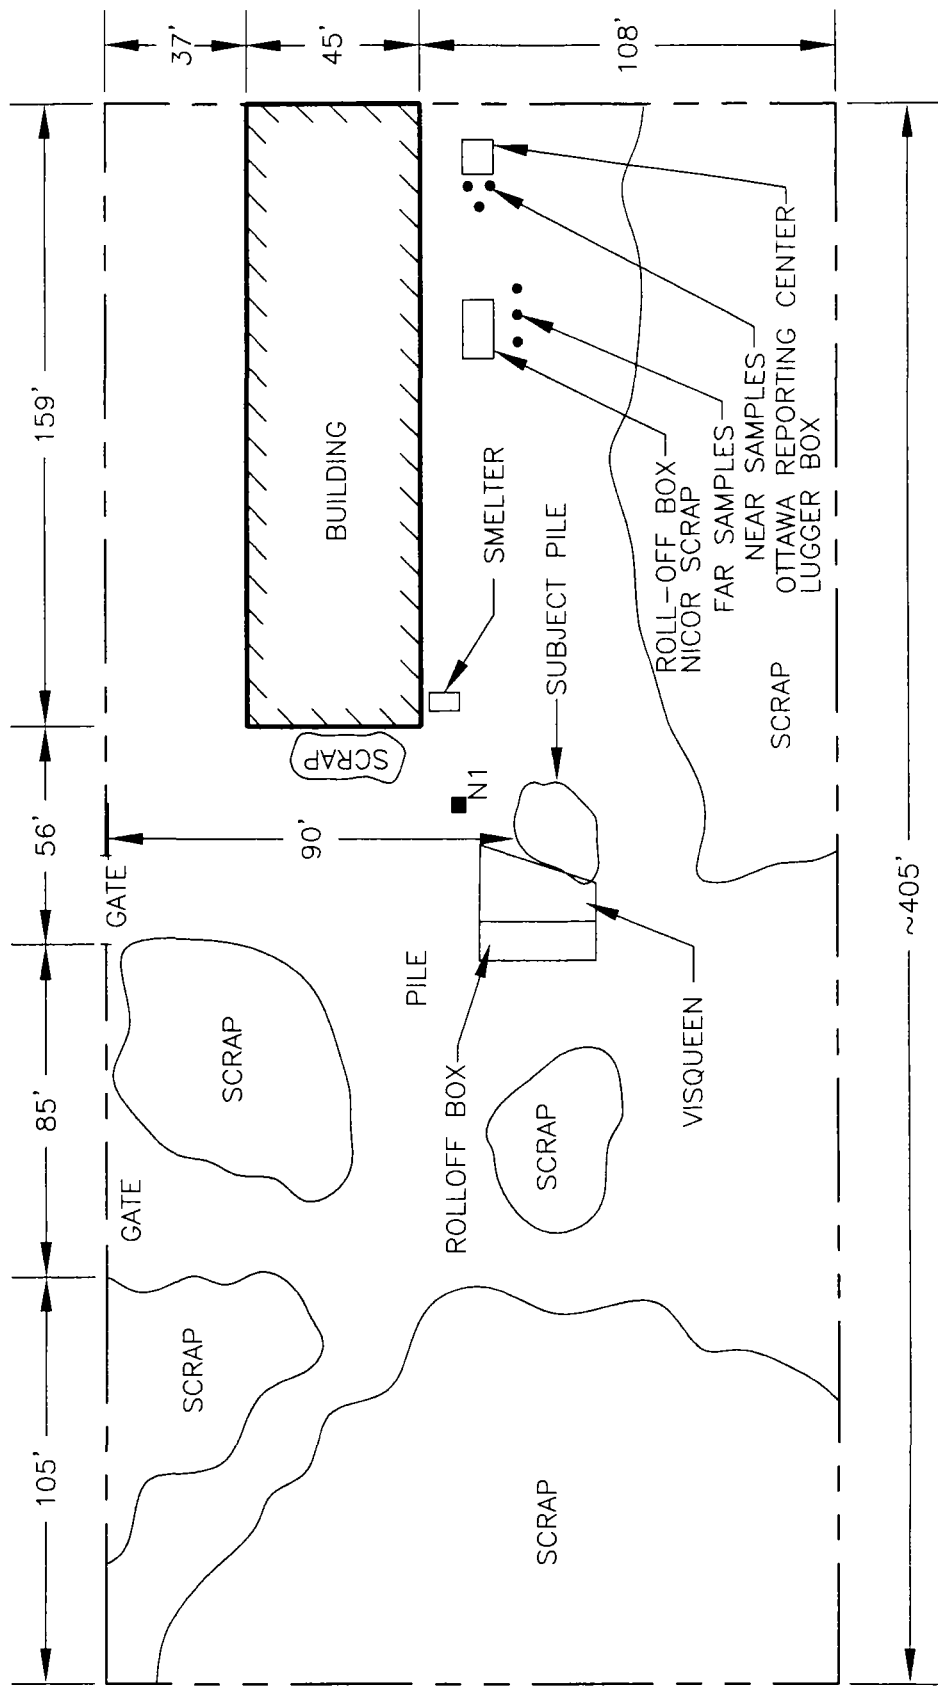 105'
85'
56'
159'
37'
45'
108'
GATE
GATE
SCRAP
SCRAP
90'
SCRAP
BUILDING
PILE
ROLLOFF BOX
N1
SMELTER
SCRAP
SUBJECT PILE
SCRAP
VISQUEEN
ROLL-OFF BOX
NICOR SCRAP
FAR SAMPLES
NEAR SAMPLES
OTTAWA REPORTING CENTER
LUGGER BOX
SCRAP
~405'